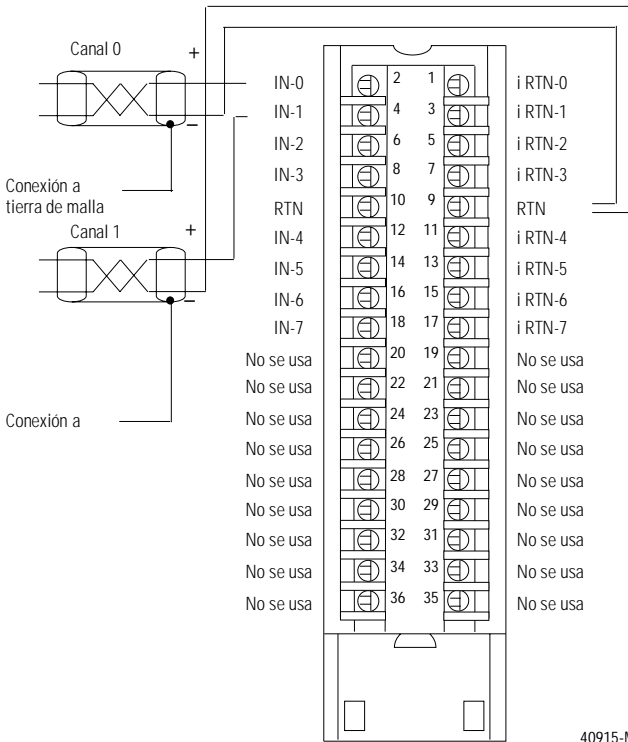 Canal 0
+
IN-0 2 1 i RTN-0
IN-1 4 3 i RTN-1
–
IN-2 6 5 i RTN-2
IN-3 8 7 i RTN-3
Conexión a
tierra de malla
RTN 10 9 RTN
Canal 1
+
IN-4 12 11 i RTN-4
IN-5 14 13 i RTN-5
IN-6 16 15 i RTN-6
–
IN-7 18 17 i RTN-7
No se usa 20 19 No se usa
No se usa 22 21 No se usa
Conexión a
No se usa 24 23 No se usa
No se usa 26 25 No se usa
No se usa 28 27 No se usa
No se usa 30 29 No se usa
No se usa 32 31 No se usa
No se usa 34 33 No se usa
No se usa 36 35 No se usa
40915-M